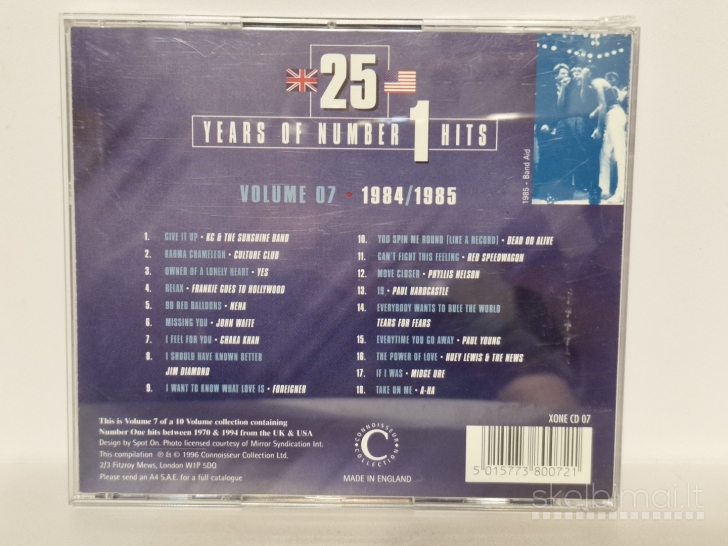 25
YEARS OF NUMBER 1 HITS
VOLUME 07 • 1984/1985
1985 - Band Aid
1. GIVE IT UP • KC & THE SUNSHINE BAND
2. KARMA CHAMELEON • CULTURE CLUB
3. OWNER OF A LONELY HEART • YES
4. RELAX • FRANKIE GOES TO HOLLYWOOD
5. 99 RED BALLOONS • NENA
6. MISSING YOU • JOHN WAITE
7. I FEEL FOR YOU • CHAKA KHAN
8. I SHOULD HAVE KNOWN BETTER
JIM DIAMOND
9. I WANT TO KNOW WHAT LOVE IS • FOREIGNER
10. YOU SPIN ME ROUND (LIKE A RECORD) • DEAD OR ALIVE
11. CAN'T FIGHT THIS FEELING • REO SPEEDWAGON
12. MOVE CLOSER • PHYLLIS NELSON
13. 19 • PAUL HARDCASTLE
14. EVERYBODY WANTS TO RULE THE WORLD
TEARS FOR FEARS
15. EVERYTIME YOU GO AWAY • PAUL YOUNG
16. THE POWER OF LOVE • HUEY LEWIS & THE NEWS
17. IF I WAS • MIDGE URE
18. TAKE ON ME • A-HA
This is Volume 7 of a 10 Volume collection containing
Number One hits between 1970 & 1994 from the UK & USA
Design by Spot On. Photo licensed courtesy of Mirror Syndication Int.
This compilation ℗ & © 1996 Connoisseur Collection Ltd.
2/3 Fitzroy Mews, London W1P 5DQ
Please send an A4 S.A.E. for a full catalogue
CONNOISSEUR
C
COLLECTION
MADE IN ENGLAND
XONE CD 07
5 015773 800721
skelbimai.lt